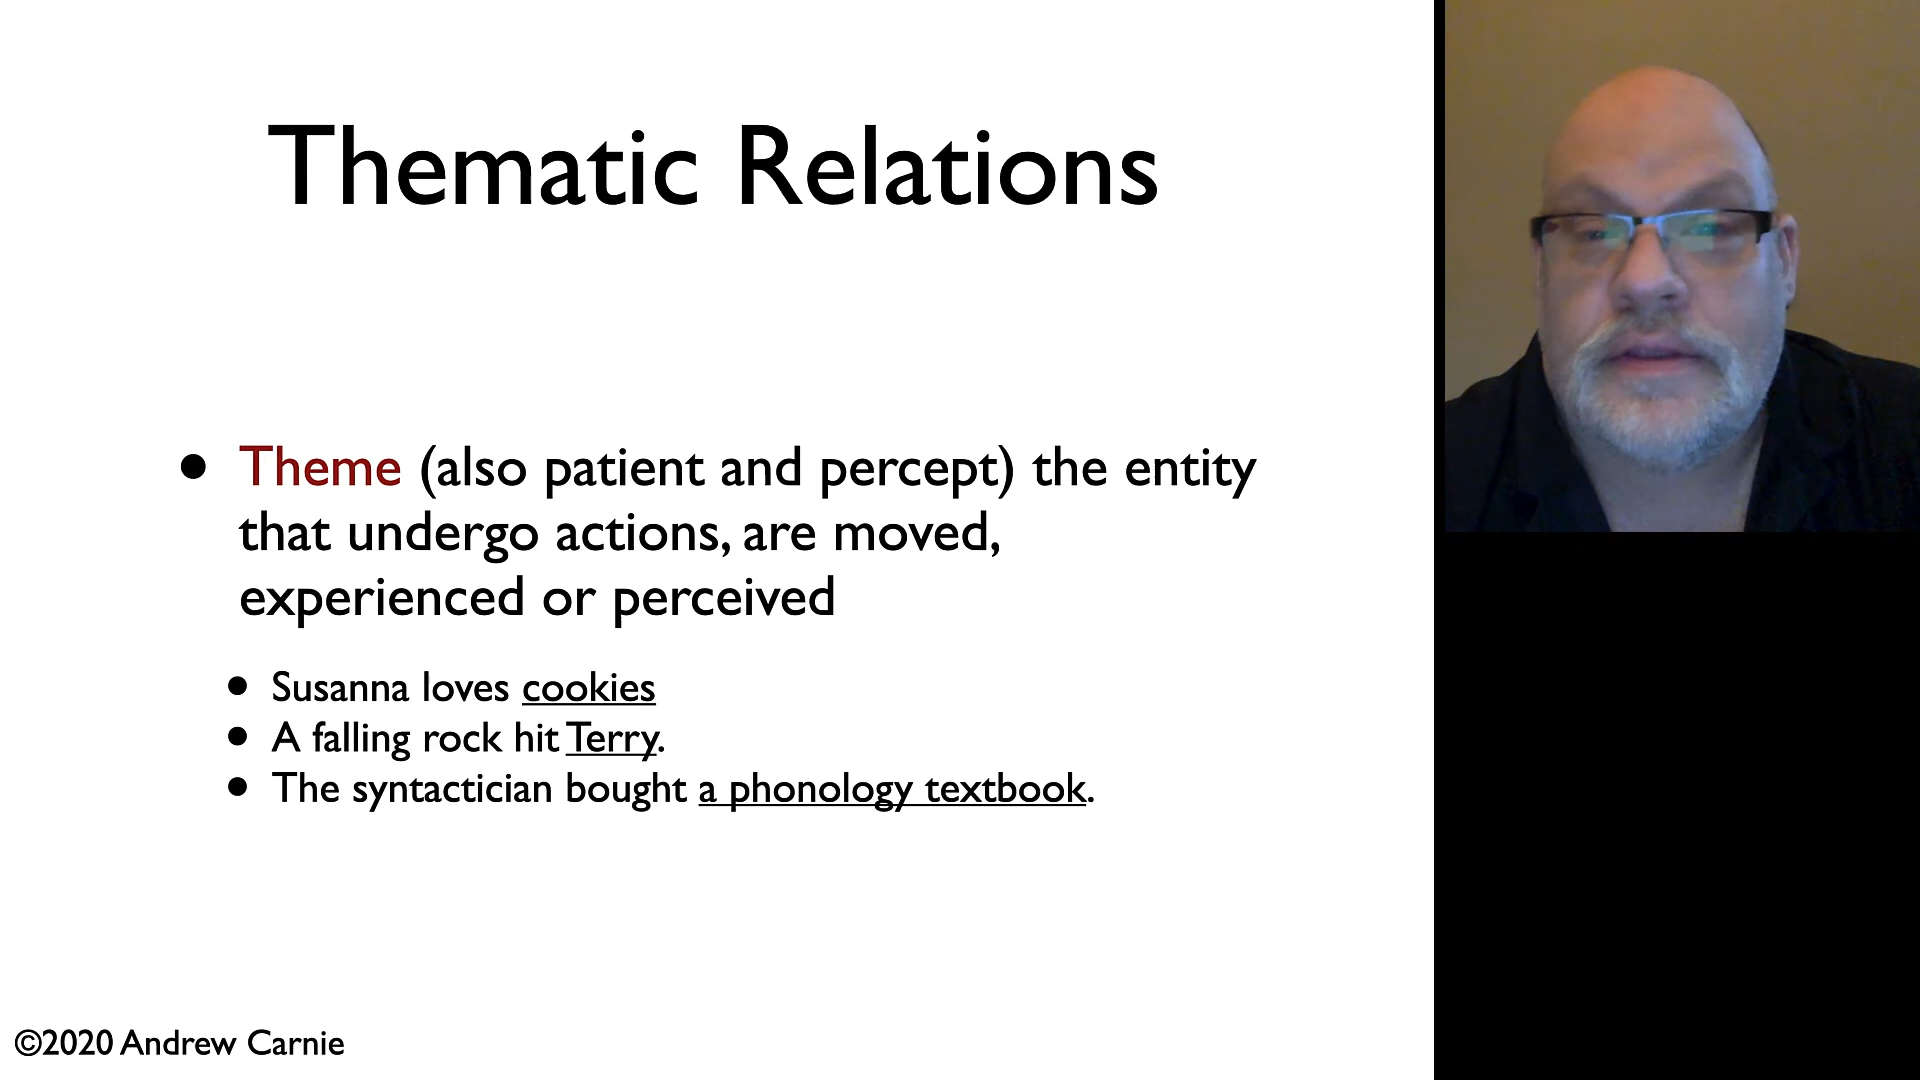 Thematic Relations
• Theme (also patient and percept) the entity
that undergo actions, are moved,
experienced or perceived
• Susanna loves cookies
• A falling rock hit Terry.
• The syntactician bought a phonology textbook.
©2020 Andrew Carnie